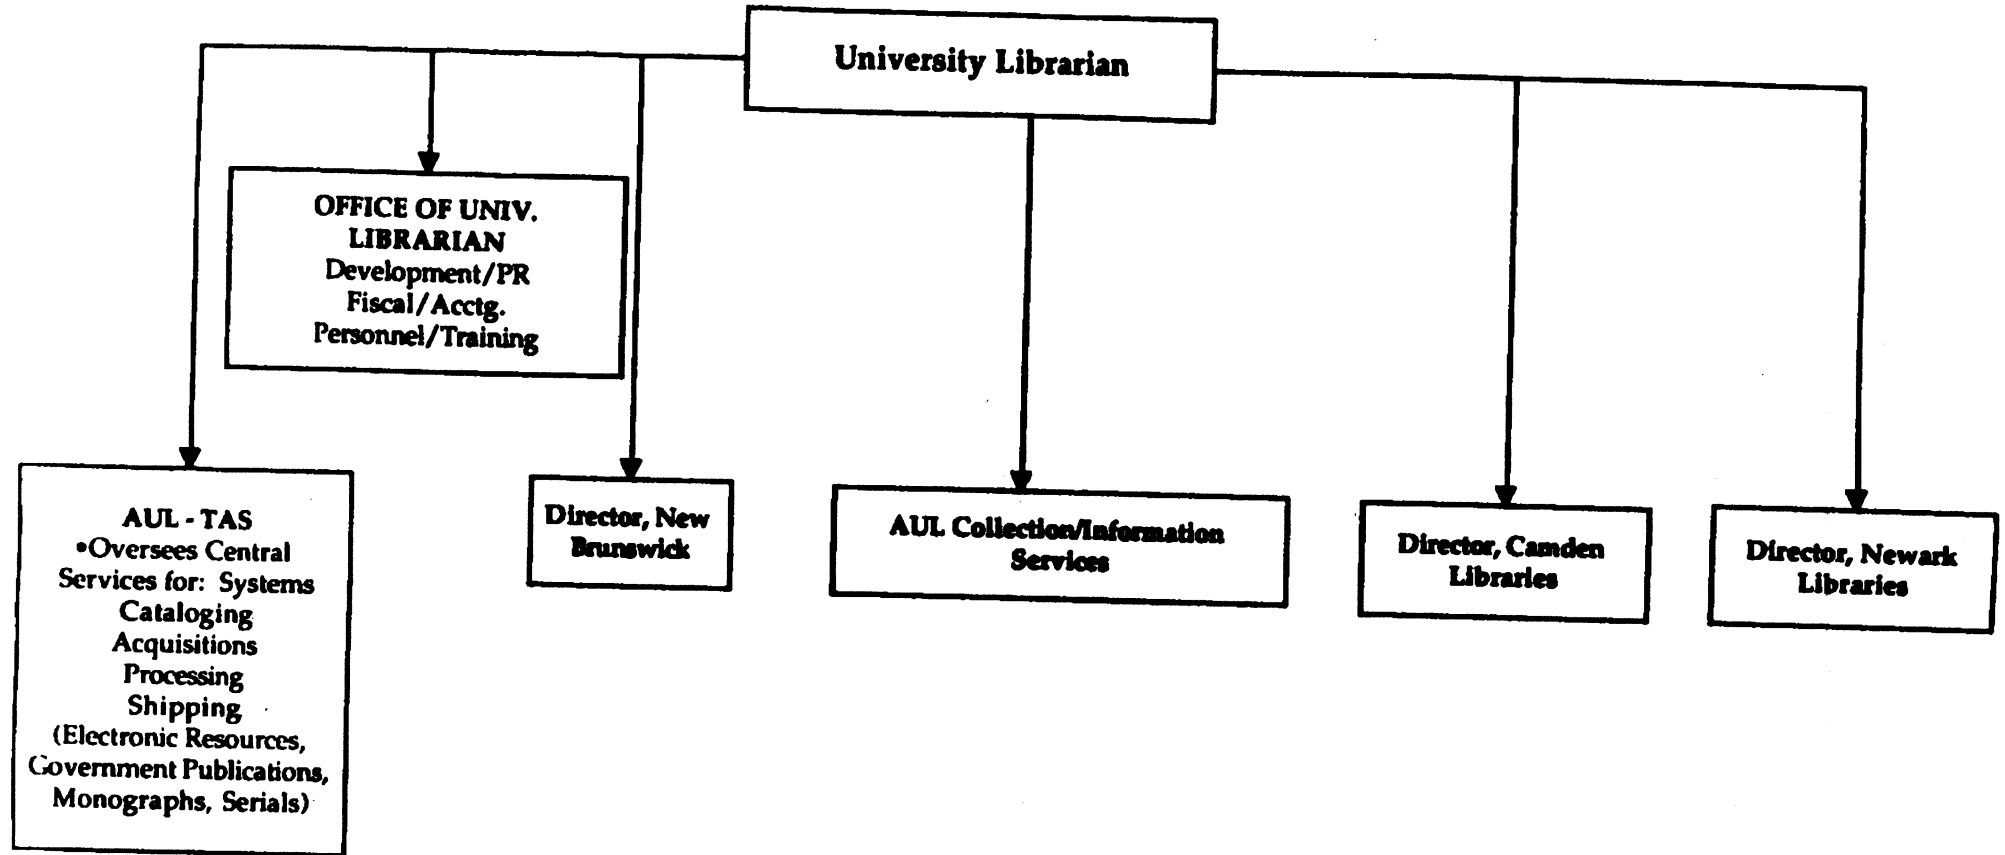 University Librarian
OFFICE OF UNIV.
LIBRARIAN
Development/PR
Fiscal/Acctg.
Personnel/Training
AUL - TAS
•Oversees Central
Services for: Systems
Cataloging
Acquisitions
Processing
Shipping
(Electronic Resources,
Government Publications,
Monographs, Serials)
Director, New
Brunswick
AUL Collection/Information
Services
Director, Camden
Libraries
Director, Newark
Libraries